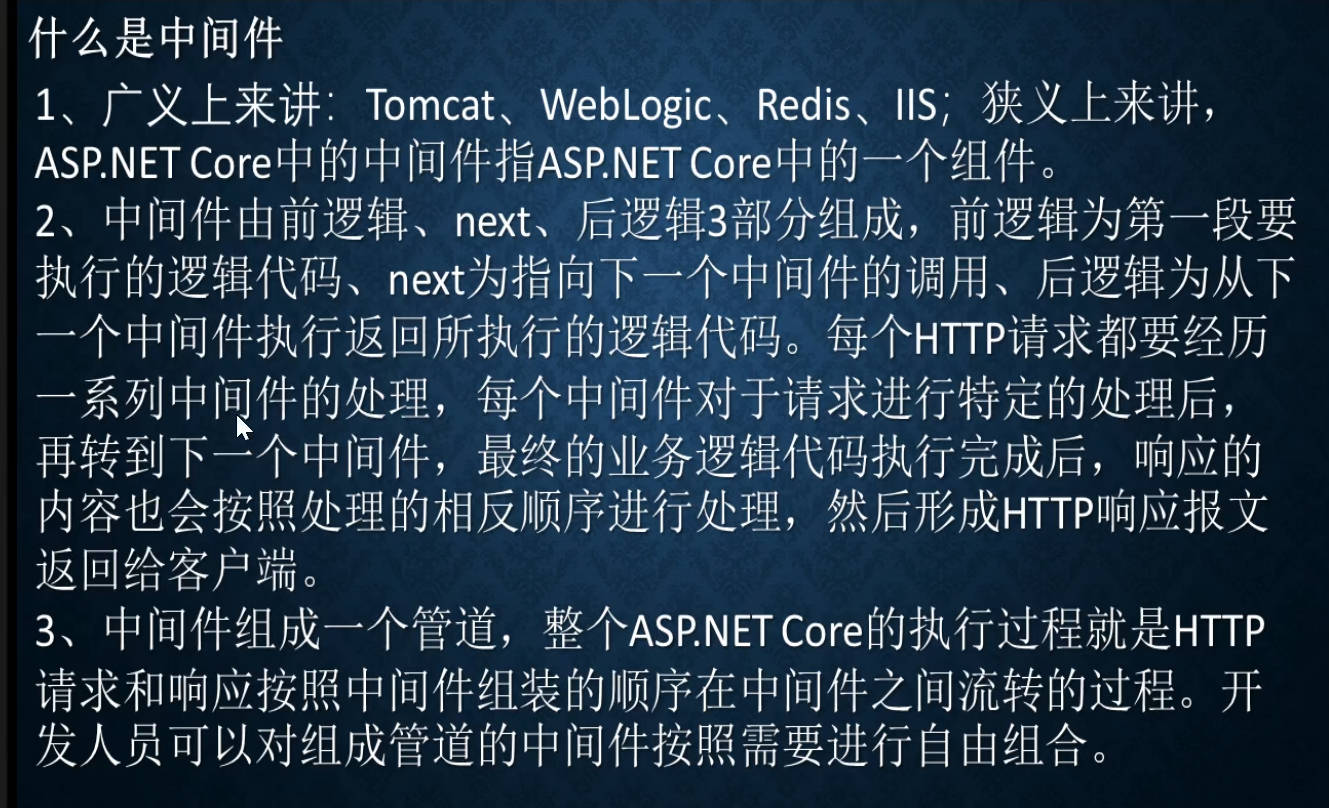 什么是中间件
1、广义上来讲：Tomcat、WebLogic、Redis、IIS；狭义上来讲，
ASP.NET Core中的中间件指ASP.NET Core中的一个组件。
2、中间件由前逻辑、next、后逻辑3部分组成，前逻辑为第一段要
执行的逻辑代码、next为指向下一个中间件的调用、后逻辑为从下
一个中间件执行返回所执行的逻辑代码。每个HTTP请求都要经历
一系列中间件的处理，每个中间件对于请求进行特定的处理后，
再转到下一个中间件，最终的业务逻辑代码执行完成后，响应的
内容也会按照处理的相反顺序进行处理，然后形成HTTP响应报文
返回给客户端。
3、中间件组成一个管道，整个ASP.NET Core的执行过程就是HTTP
请求和响应按照中间件组装的顺序在中间件之间流转的过程。开
发人员可以对组成管道的中间件按照需要进行自由组合。